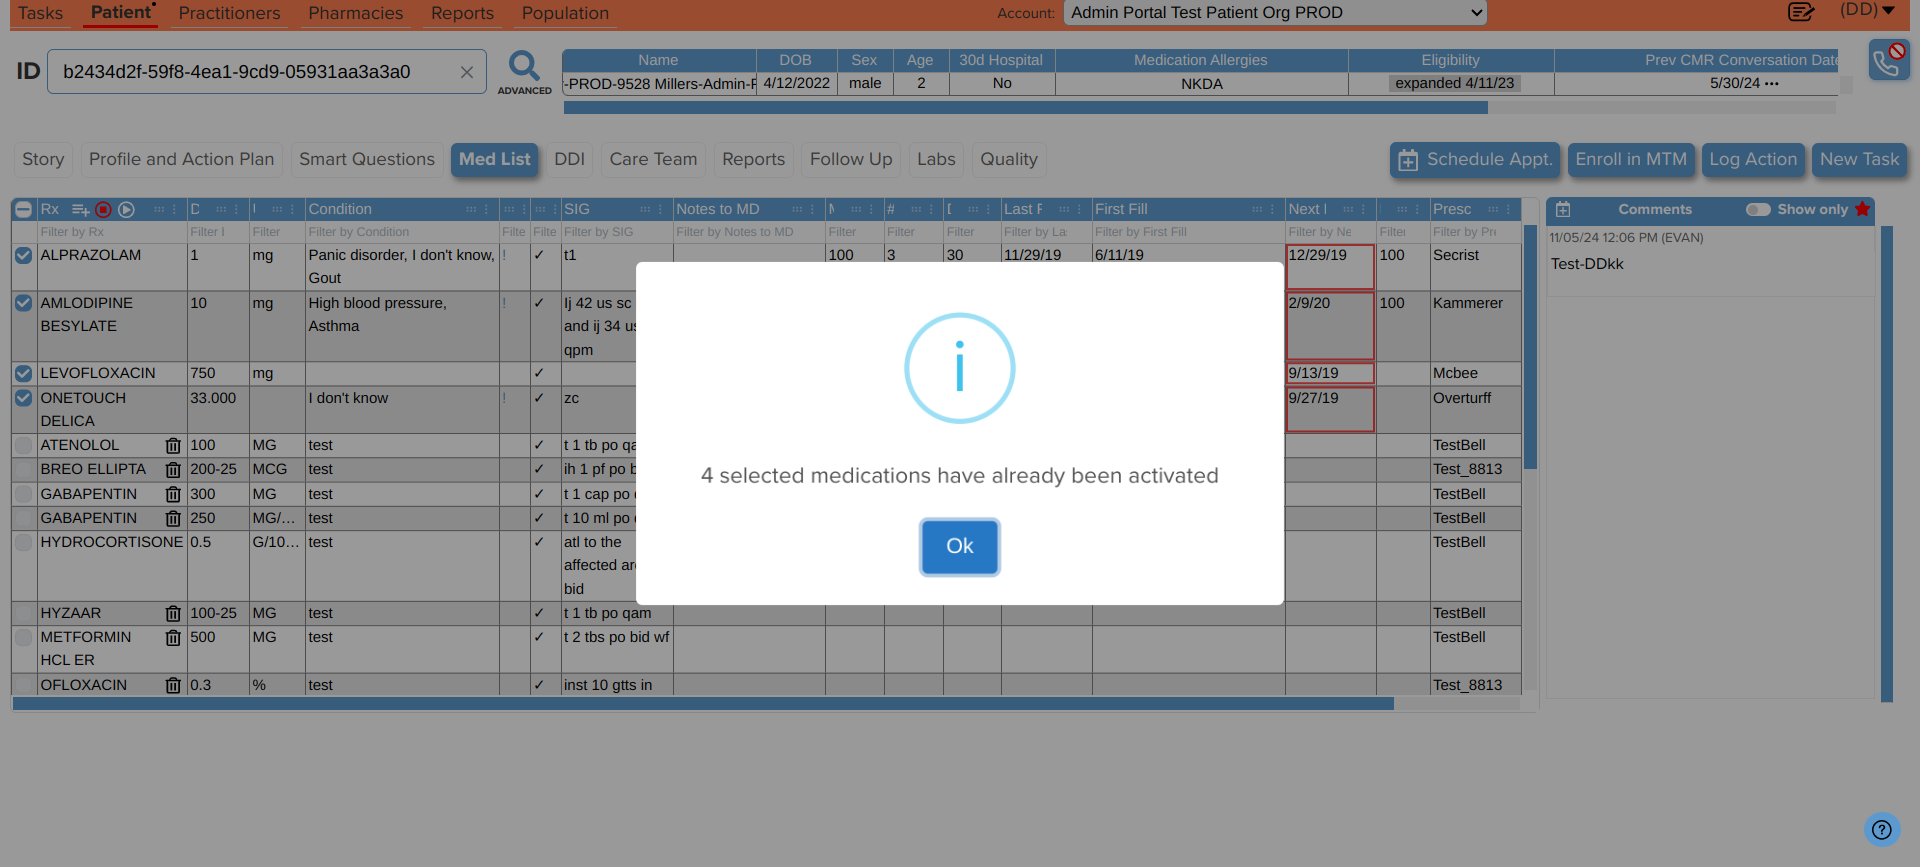 Tasks Patient Practitioners Pharmacies Reports Population Account: Admin Portal Test Patient Org PROD (DD)
ID b2434d2f-59f8-4ea1-9cd9-05931aa3a3a0 ADVANCED
Name DOB Sex Age 30d Hospital Medication Allergies Eligibility Prev CMR Conversation Date
-PROD-9528 Millers-Admin-F 4/12/2022 male 2 No NKDA expanded 4/11/23 5/30/24 •••
Story Profile and Action Plan Smart Questions Med List DDI Care Team Reports Follow Up Labs Quality Schedule Appt. Enroll in MTM Log Action New Task
Rx Condition SIG Notes to MD # Last F First Fill Next Presc
Filter by Rx Filter Filter Filter by Condition Filte Filte Filter by SIG Filter by Notes to MD Filter Filter Filter Filter by La Filter by First Fill Filter by Ne Filter Filter by Pr
ALPRAZOLAM 1 mg Panic disorder, I don't know, ! ✓ t1 100 3 30 11/29/19 6/11/19 12/29/19 100 Secrist
Gout
AMLODIPINE 10 mg High blood pressure, ! ✓ Ij 42 us sc 2/9/20 100 Kammerer
BESYLATE Asthma and ij 34 us
qpm
LEVOFLOXACIN 750 mg ✓ 9/13/19 Mcbee
ONETOUCH 33.000 I don't know ! ✓ zc 9/27/19 Overturff
DELICA
ATENOLOL 100 MG test ✓ t 1 tb po qa TestBell
BREO ELLIPTA 200-25 MCG test ✓ ih 1 pf po b Test_8813
GABAPENTIN 300 MG test ✓ t 1 cap po TestBell
GABAPENTIN 250 MG/... test ✓ t 10 ml po TestBell
HYDROCORTISONE 0.5 G/10... test ✓ atl to the TestBell
affected are
bid
HYZAAR 100-25 MG test ✓ t 1 tb po qam TestBell
METFORMIN 500 MG test ✓ t 2 tbs po bid wf TestBell
HCL ER
OFLOXACIN 0.3 % test ✓ inst 10 gtts in Test_8813
Comments Show only
11/05/24 12:06 PM (EVAN)
Test-DDkk
i
4 selected medications have already been activated
Ok
?